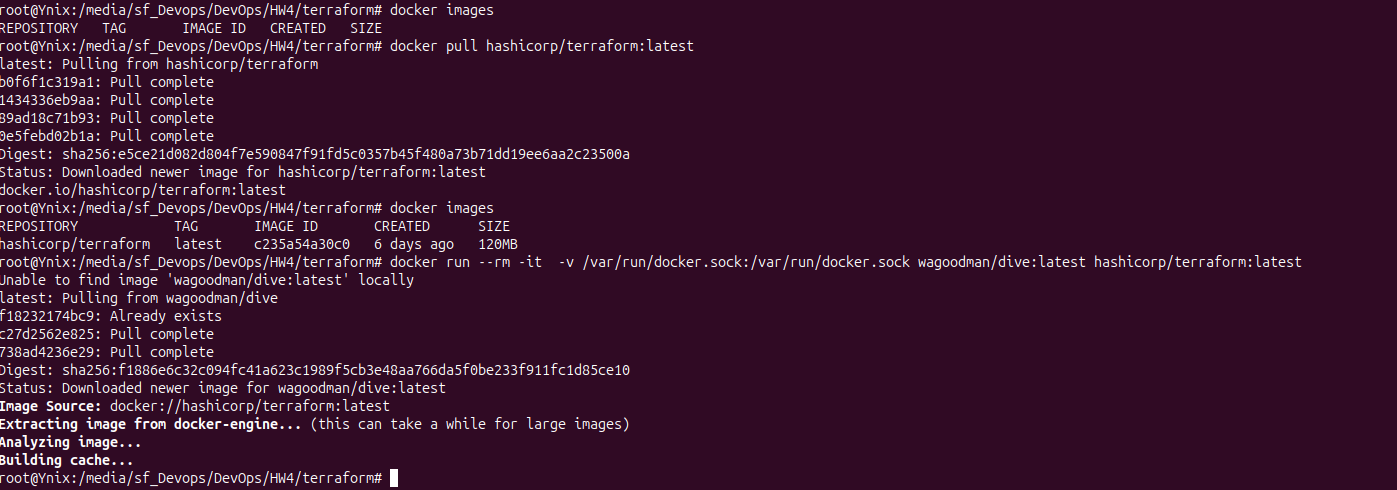 root@Ynix:/media/sf_Devops/DevOps/HW4/terraform# docker images
REPOSITORY   TAG       IMAGE ID   CREATED   SIZE
root@Ynix:/media/sf_Devops/DevOps/HW4/terraform# docker pull hashicorp/terraform:latest
latest: Pulling from hashicorp/terraform
b0f6f1c319a1: Pull complete
1434336eb9aa: Pull complete
89ad18c71b93: Pull complete
0e5febd02b1a: Pull complete
Digest: sha256:e5ce21d082d804f7e590847f91fd5c0357b45f480a73b71dd19ee6aa2c23500a
Status: Downloaded newer image for hashicorp/terraform:latest
docker.io/hashicorp/terraform:latest
root@Ynix:/media/sf_Devops/DevOps/HW4/terraform# docker images
REPOSITORY            TAG       IMAGE ID       CREATED      SIZE
hashicorp/terraform   latest    c235a54a30c0   6 days ago   120MB
root@Ynix:/media/sf_Devops/DevOps/HW4/terraform# docker run --rm -it  -v /var/run/docker.sock:/var/run/docker.sock wagoodman/dive:latest hashicorp/terraform:latest
Unable to find image 'wagoodman/dive:latest' locally
latest: Pulling from wagoodman/dive
f18232174bc9: Already exists
c27d2562e825: Pull complete
738ad4236e29: Pull complete
Digest: sha256:f1886e6c32c094fc41a623c1989f5cb3e48aa766da5f0be233f911fc1d85ce10
Status: Downloaded newer image for wagoodman/dive:latest
Image Source: docker://hashicorp/terraform:latest
Extracting image from docker-engine... (this can take a while for large images)
Analyzing image...
Building cache...
root@Ynix:/media/sf_Devops/DevOps/HW4/terraform#